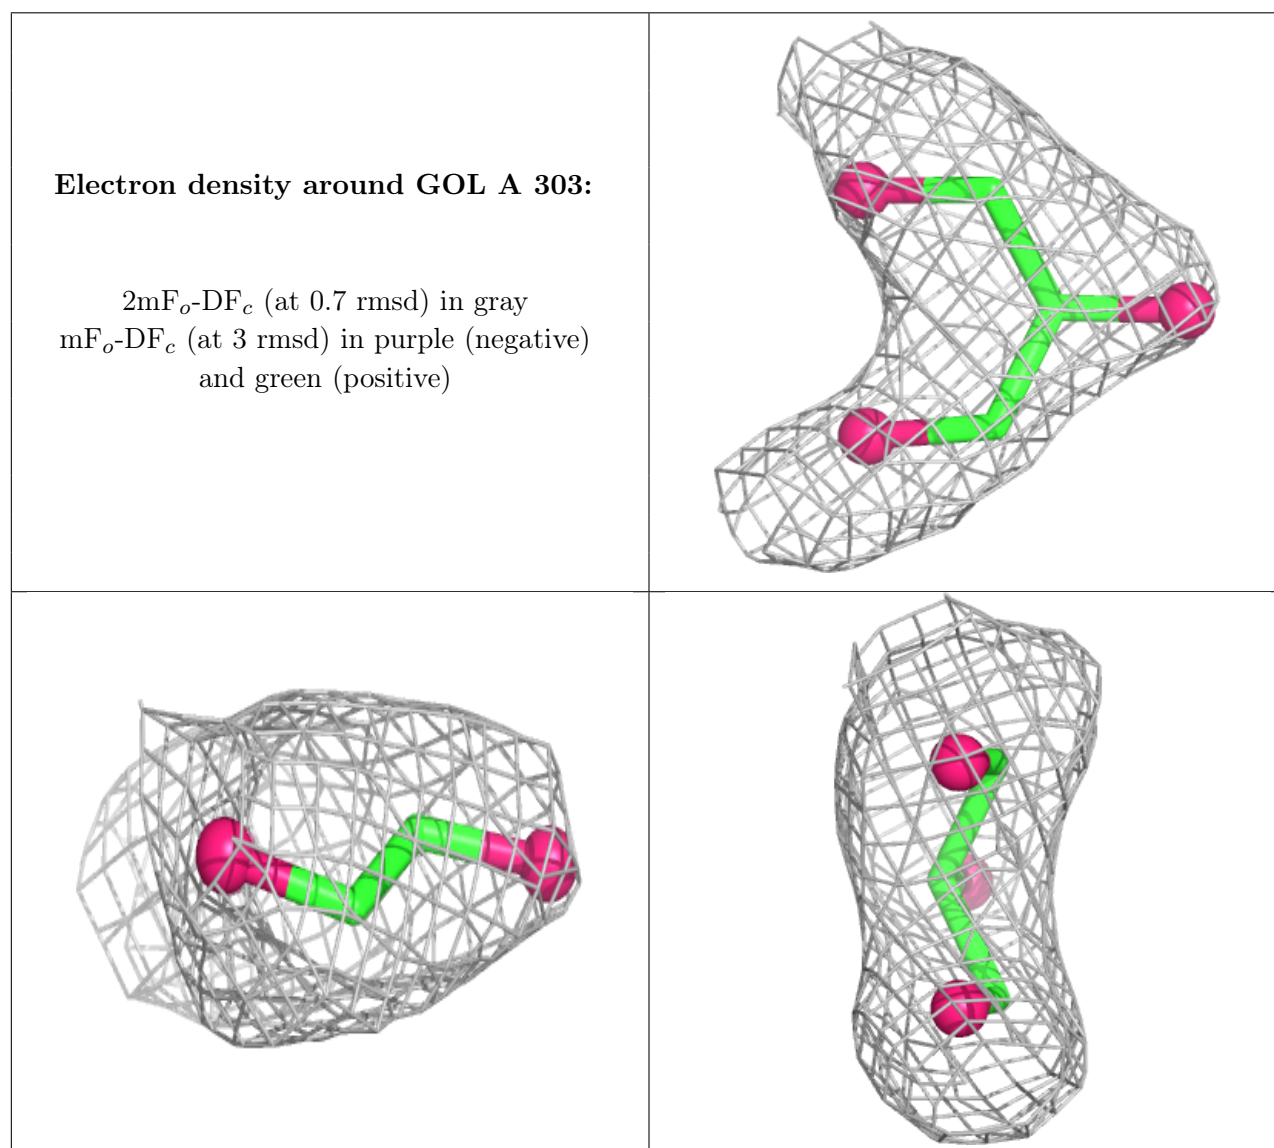 Electron density around GOL A 303:
2mFo-DFc (at 0.7 rmsd) in gray
mFo-DFc (at 3 rmsd) in purple (negative)
and green (positive)